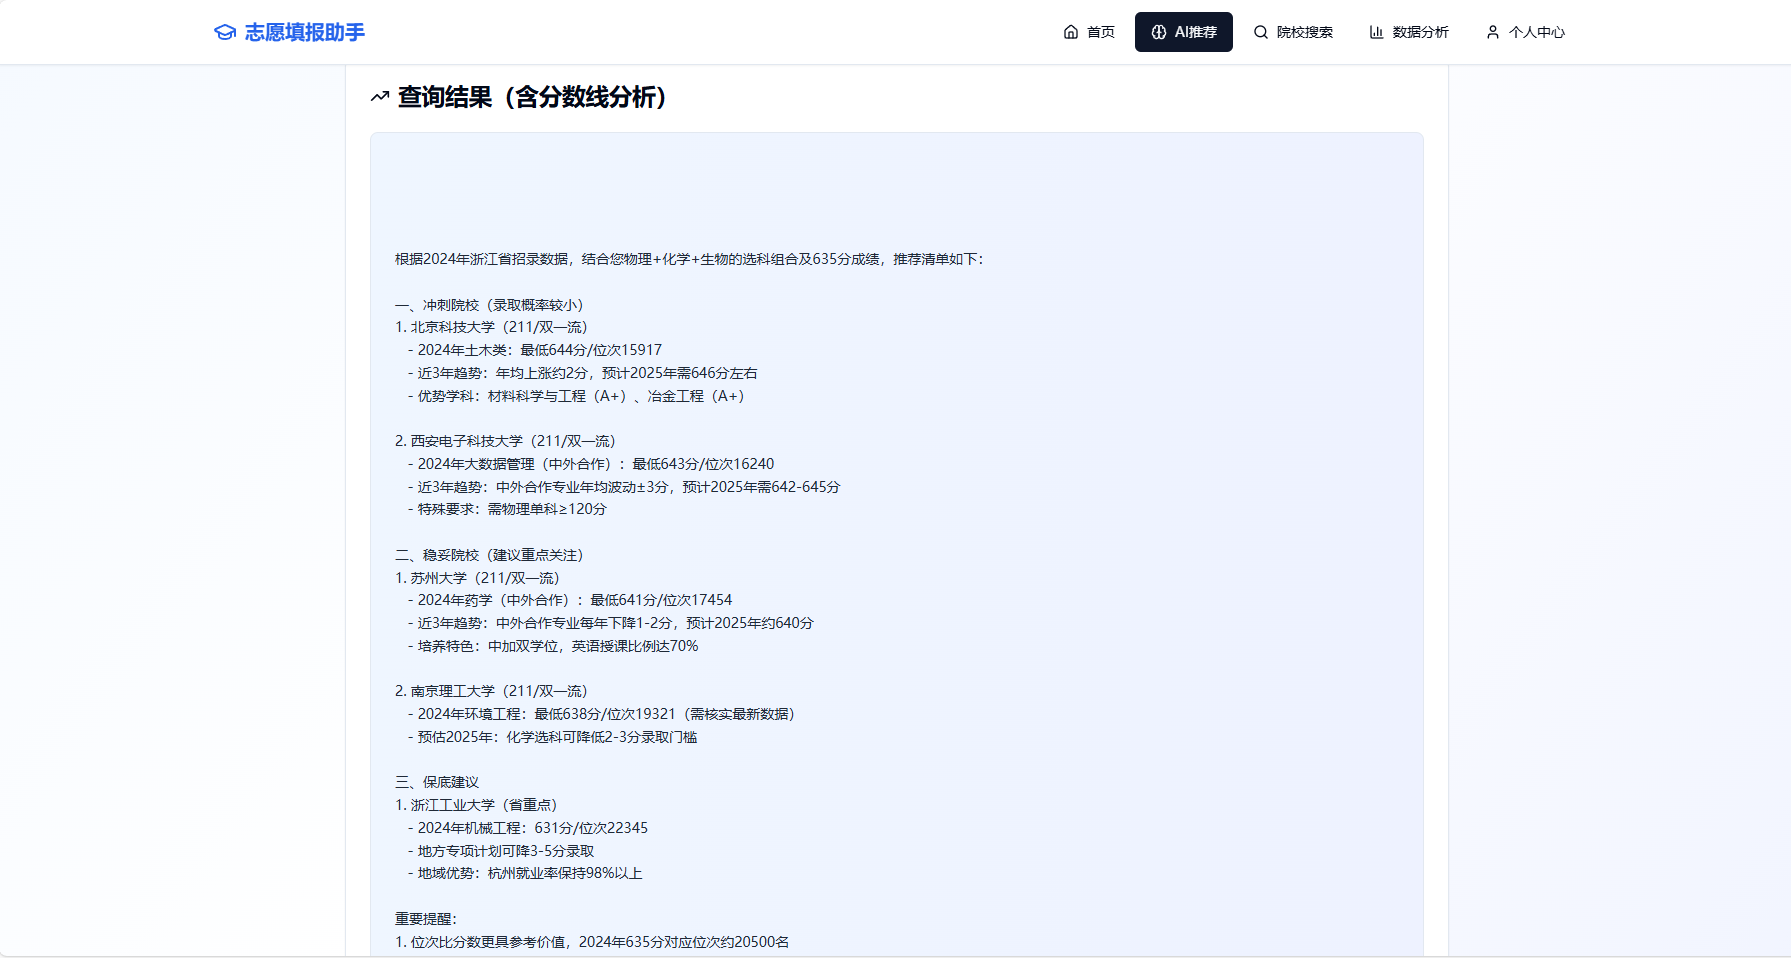 志愿填报助手
首页
AI推荐
院校搜索
数据分析
个人中心
查询结果（含分数线分析）
根据2024年浙江省招录数据，结合您物理+化学+生物的选科组合及635分成绩，推荐清单如下：
一、冲刺院校（录取概率较小）
1. 北京科技大学（211/双一流）
- 2024年土木类：最低644分/位次15917
- 近3年趋势：年均上涨约2分，预计2025年需646分左右
- 优势学科：材料科学与工程（A+）、冶金工程（A+）
2. 西安电子科技大学（211/双一流）
- 2024年大数据管理（中外合作）：最低643分/位次16240
- 近3年趋势：中外合作专业年均波动±3分，预计2025年需642-645分
- 特殊要求：需物理单科≥120分
二、稳妥院校（建议重点关注）
1. 苏州大学（211/双一流）
- 2024年药学（中外合作）：最低641分/位次17454
- 近3年趋势：中外合作专业每年下降1-2分，预计2025年约640分
- 培养特色：中加双学位，英语授课比例达70%
2. 南京理工大学（211/双一流）
- 2024年环境工程：最低638分/位次19321（需核实最新数据）
- 预估2025年：化学选科可降低2-3分录取门槛
三、保底建议
1. 浙江工业大学（省重点）
- 2024年机械工程：631分/位次22345
- 地方专项计划可降3-5分录取
- 地域优势：杭州就业率保持98%以上
重要提醒：
1. 位次比分数更具参考价值，2024年635分对应位次约20500名